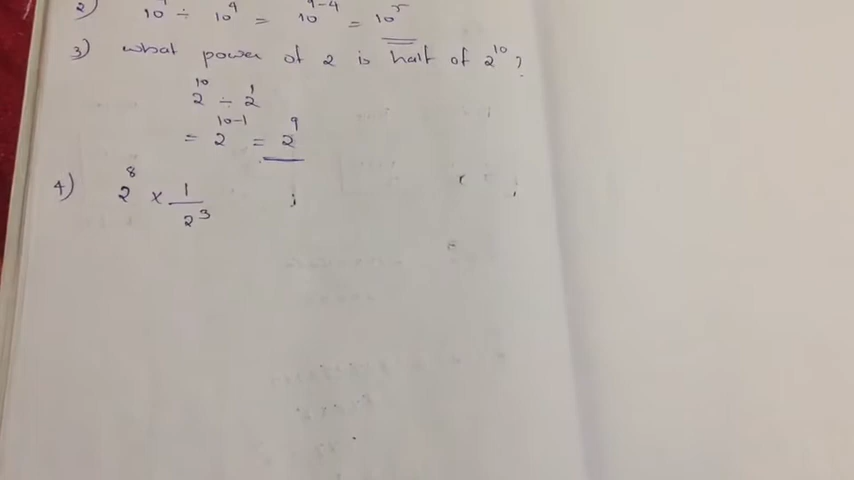 2) 10⁹ ÷ 10⁴ = 10⁹⁻⁴ = 10⁵
3) what power of 2 is half of 2¹⁰?
2¹⁰ ÷ 2¹
= 2¹⁰⁻¹ = 2⁹
4) 2⁸ × 1/2³ ;